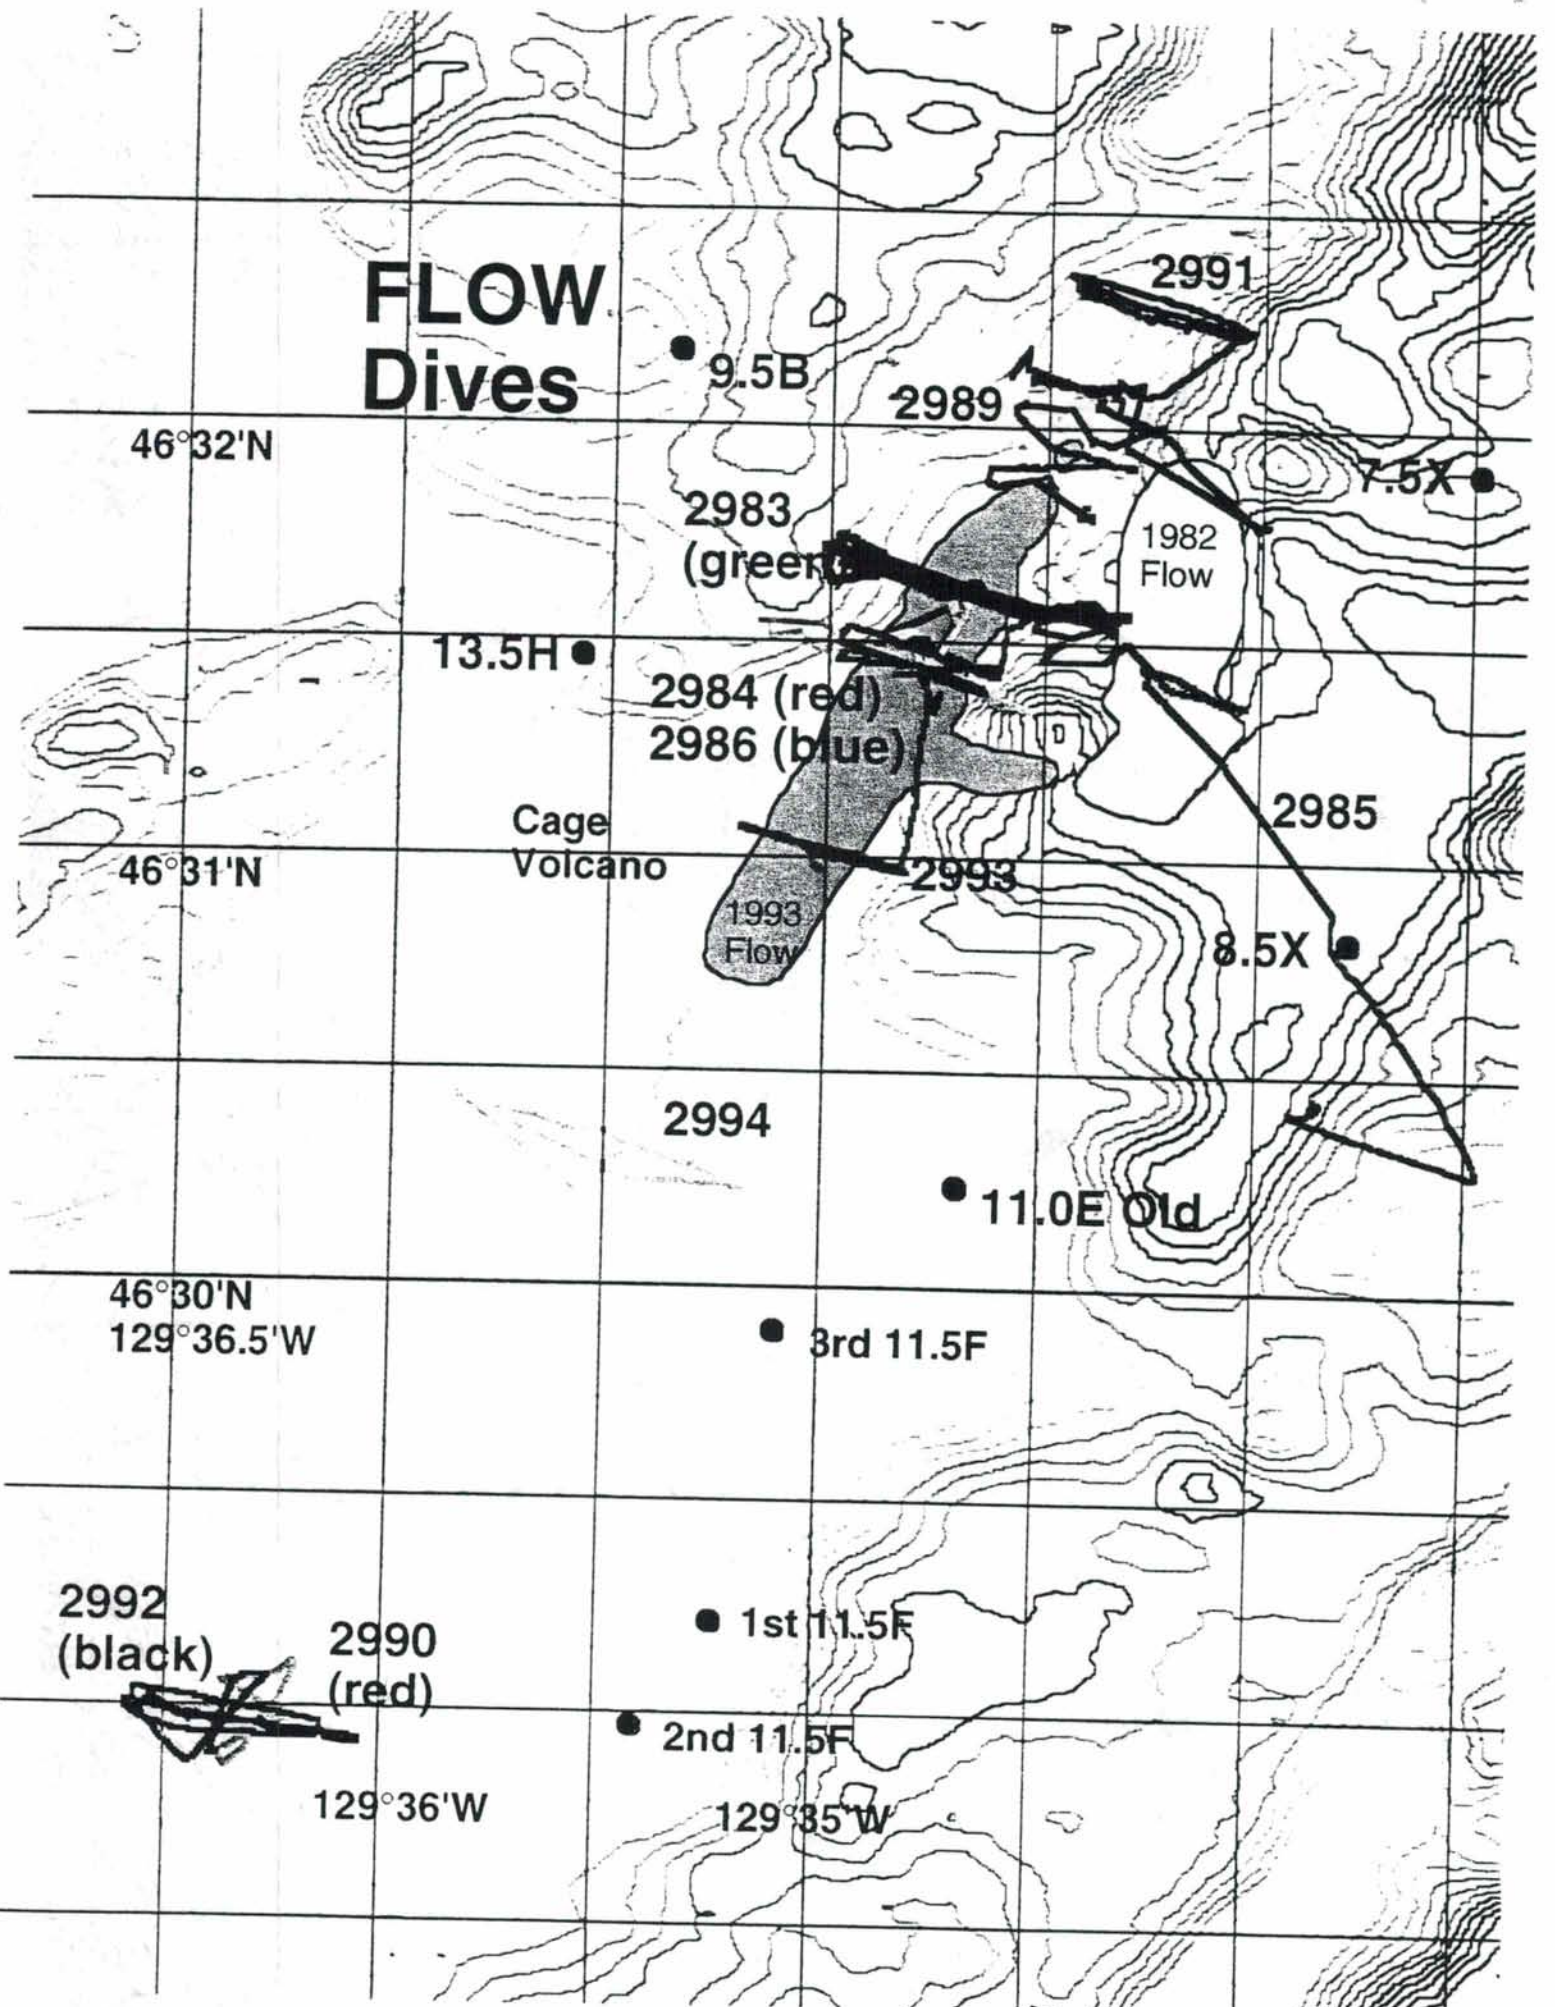 FLOW
Dives
2991
9.5B
2989
46°32'N
7.5X
2983
(green)
1982
Flow
13.5H
2984 (red)
2986 (blue)
Cage
Volcano
2985
46°31'N
2993
1993
Flow
8.5X
2994
11.0E Old
46°30'N
129°36.5'W
3rd 11.5F
2992
(black)
2990
(red)
1st 11.5F
2nd 11.5F
129°36'W
129°35'W